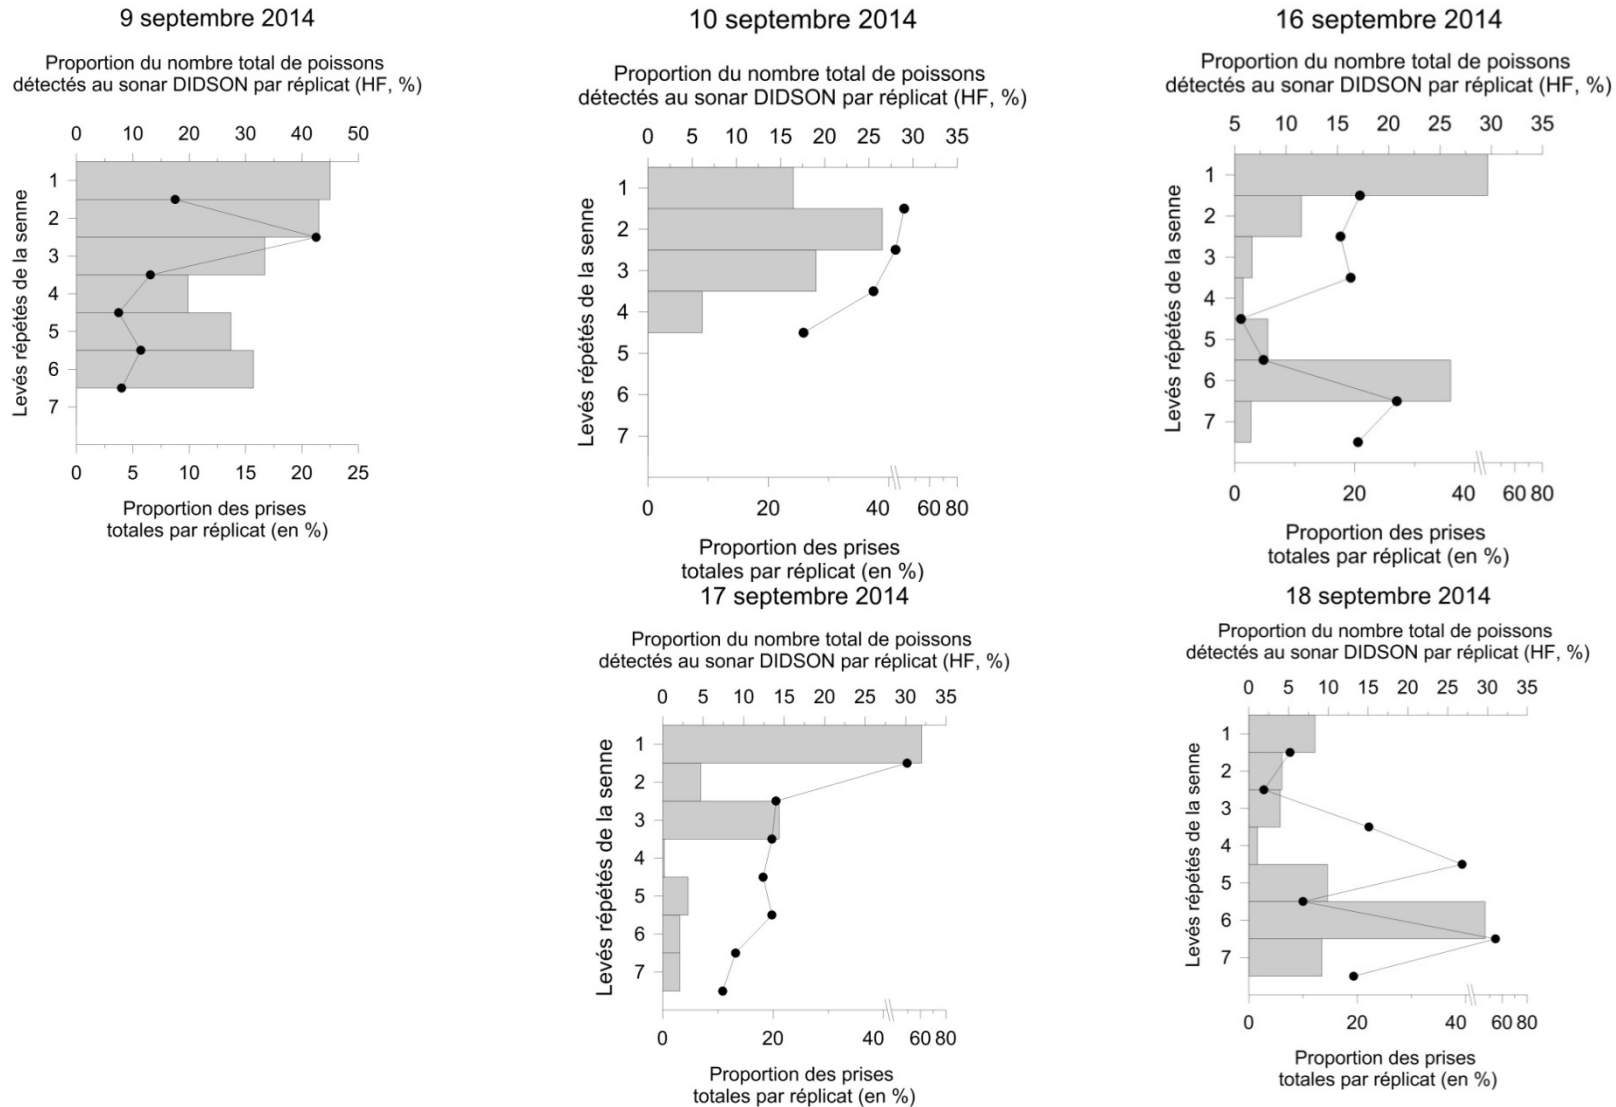 9 septembre 2014
Proportion du nombre total de poissons
détectés au sonar DIDSON par réplicat (HF, %)
0 10 20 30 40 50
Levés répétés de la senne
1
2
3
4
5
6
7
0 5 10 15 20 25
Proportion des prises
totales par réplicat (en %)
10 septembre 2014
Proportion du nombre total de poissons
détectés au sonar DIDSON par réplicat (HF, %)
0 5 10 15 20 25 30 35
Levés répétés de la senne
1
2
3
4
5
6
7
0 20 40 60 80
Proportion des prises
totales par réplicat (en %)
16 septembre 2014
Proportion du nombre total de poissons
détectés au sonar DIDSON par réplicat (HF, %)
5 10 15 20 25 30 35
Levés répétés de la senne
1
2
3
4
5
6
7
0 20 40 60 80
Proportion des prises
totales par réplicat (en %)
17 septembre 2014
Proportion du nombre total de poissons
détectés au sonar DIDSON par réplicat (HF, %)
0 5 10 15 20 25 30 35
Levés répétés de la senne
1
2
3
4
5
6
7
0 20 40 60 80
Proportion des prises
totales par réplicat (en %)
18 septembre 2014
Proportion du nombre total de poissons
détectés au sonar DIDSON par réplicat (HF, %)
0 5 10 15 20 25 30 35
Levés répétés de la senne
1
2
3
4
5
6
7
0 20 40 60 80
Proportion des prises
totales par réplicat (en %)